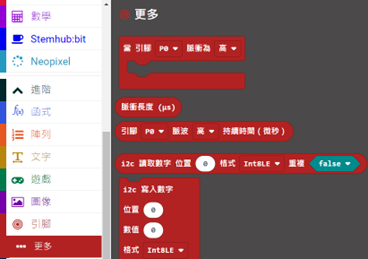 數學
Stemhub:bit
Neopixel
進階
函式
陣列
文字
遊戲
圖像
引腳
更多
更多
當 引腳 P0 脈衝為 高
脈衝長度 (µs)
引腳 P0 脈波 高 持續時間 (微秒)
i2c 讀取數字 位置 0 格式 Int8LE 重複 false
i2c 寫入數字
位置 0
數值 0
格式 Int8LE